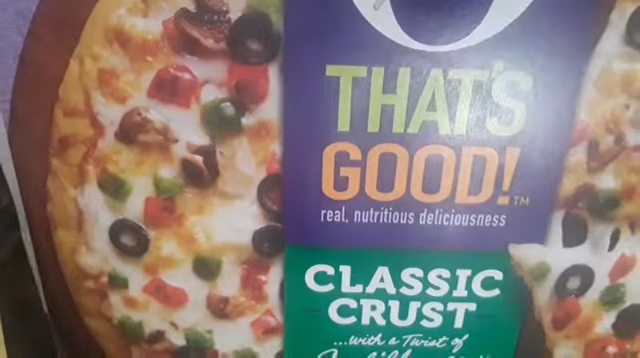 O
THAT'S
GOOD!™
real, nutritious deliciousness
CLASSIC
CRUST
...with a Twist of